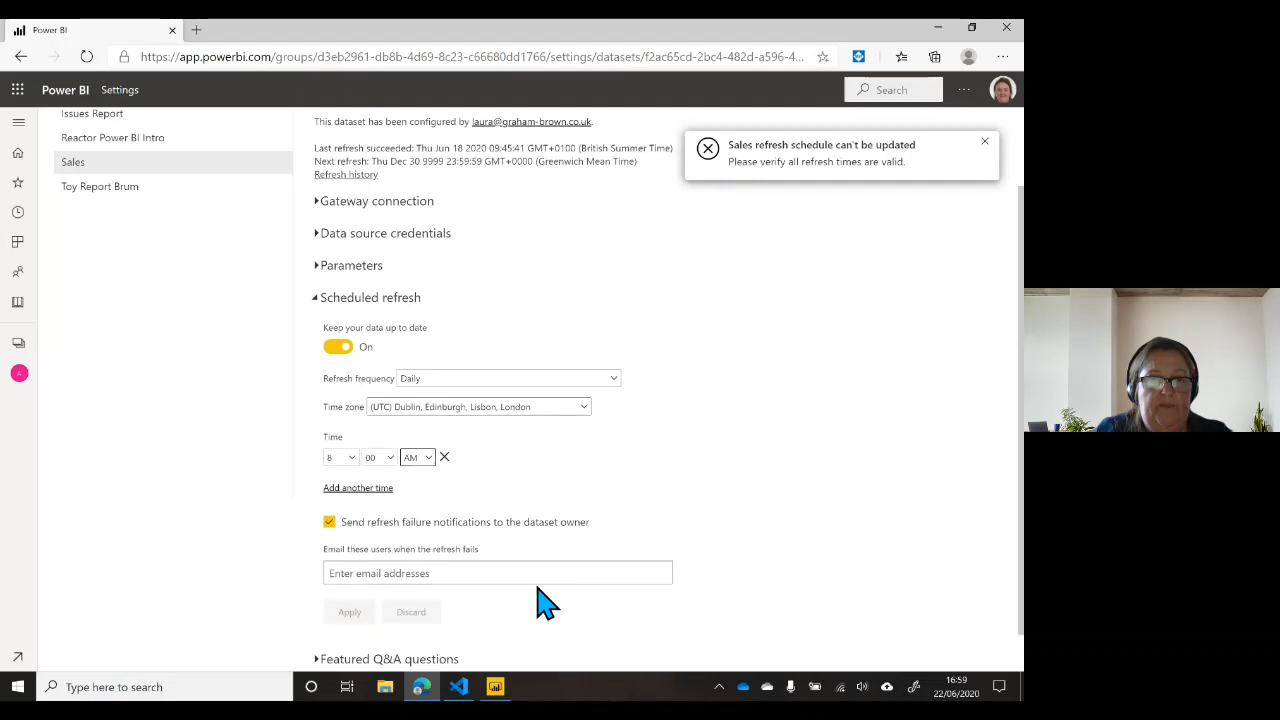 Power BI
https://app.powerbi.com/groups/d3eb2961-db8b-4d69-8c23-c66680dd1766/settings/datasets/f2ac65cd-2bc4-482d-a596-4...
Power BI
Settings
Search
Issues Report
Reactor Power BI Intro
Sales
Toy Report Brum
This dataset has been configured by laura@graham-brown.co.uk.
Last refresh succeeded: Thu Jun 18 2020 09:45:41 GMT+0100 (British Summer Time)
Next refresh: Thu Dec 30 9999 23:59:59 GMT+0000 (Greenwich Mean Time)
Refresh history
Sales refresh schedule can't be updated
Please verify all refresh times are valid.
Gateway connection
Data source credentials
Parameters
Scheduled refresh
Keep your data up to date
On
Refresh frequency Daily
Time zone (UTC) Dublin, Edinburgh, Lisbon, London
Time
8 00 AM
Add another time
Send refresh failure notifications to the dataset owner
Email these users when the refresh fails
Enter email addresses
Apply Discard
Featured Q&A questions
A
Type here to search
16:59
22/06/2020